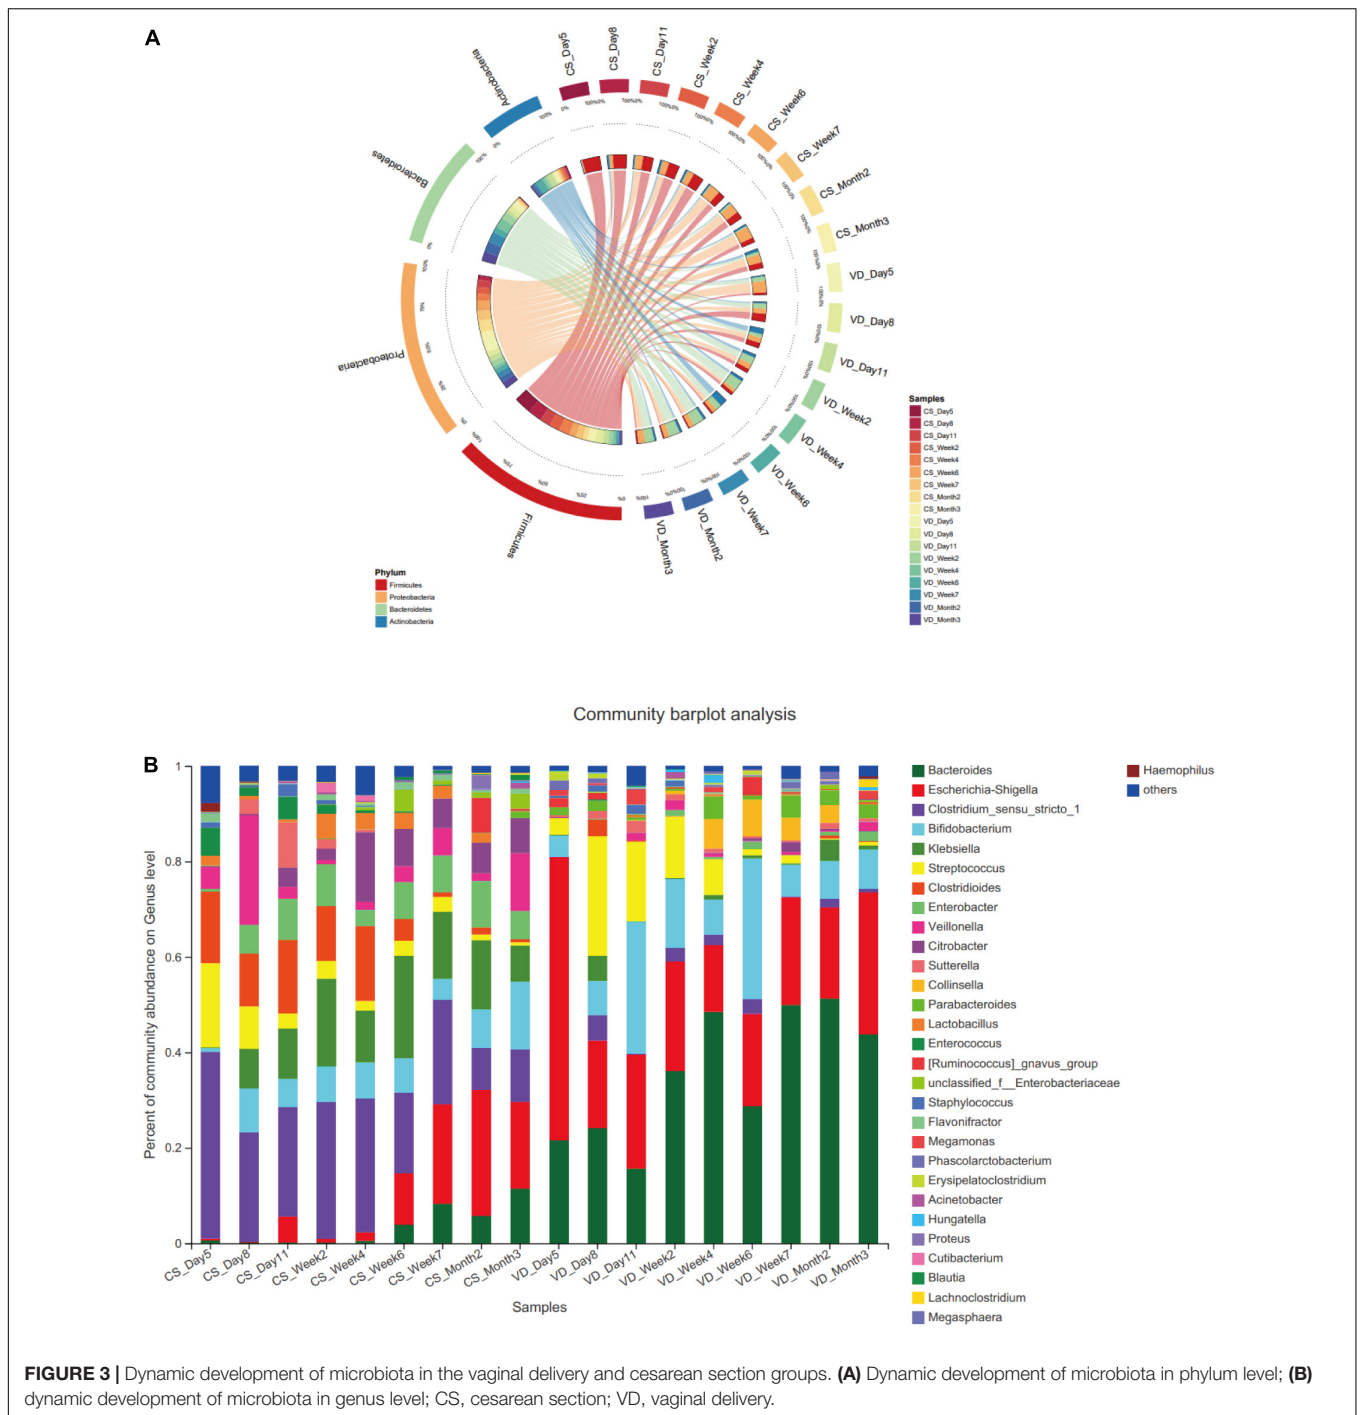 A
CS_Day5
CS_Day8
CS_Day11
CS_Week2
CS_Week4
CS_Week6
CS_Week7
CS_Month2
CS_Month3
VD_Day5
VD_Day8
VD_Day11
VD_Week2
VD_Week4
VD_Week6
VD_Week7
VD_Month2
VD_Month3
Firmicutes
Proteobacteria
Bacteroidetes
Actinobacteria
Samples
CS_Day5
CS_Day8
CS_Day11
CS_Week2
CS_Week4
CS_Week6
CS_Week7
CS_Month2
CS_Month3
VD_Day5
VD_Day8
VD_Day11
VD_Week2
VD_Week4
VD_Week6
VD_Week7
VD_Month2
VD_Month3
Phylum
Firmicutes
Proteobacteria
Bacteroidetes
Actinobacteria
Community barplot analysis
B
Percent of community abundance on Genus level
1
0.8
0.6
0.4
0.2
0
CS_Day5
CS_Day8
CS_Day11
CS_Week2
CS_Week4
CS_Week6
CS_Week7
CS_Month2
CS_Month3
VD_Day5
VD_Day8
VD_Day11
VD_Week2
VD_Week4
VD_Week6
VD_Week7
VD_Month2
VD_Month3
Samples
Bacteroides
Escherichia-Shigella
Clostridium_sensu_stricto_1
Bifidobacterium
Klebsiella
Streptococcus
Clostridioides
Enterobacter
Veillonella
Citrobacter
Sutterella
Collinsella
Parabacteroides
Lactobacillus
Enterococcus
[Ruminococcus]_gnavus_group
unclassified_f__Enterobacteriaceae
Staphylococcus
Flavonifractor
Megamonas
Phascolarctobacterium
Erysipelatoclostridium
Acinetobacter
Hungatella
Proteus
Cutibacterium
Blautia
Lachnoclostridium
Megasphaera
Haemophilus
others
FIGURE 3 | Dynamic development of microbiota in the vaginal delivery and cesarean section groups. (A) Dynamic development of microbiota in phylum level; (B)
dynamic development of microbiota in genus level; CS, cesarean section; VD, vaginal delivery.